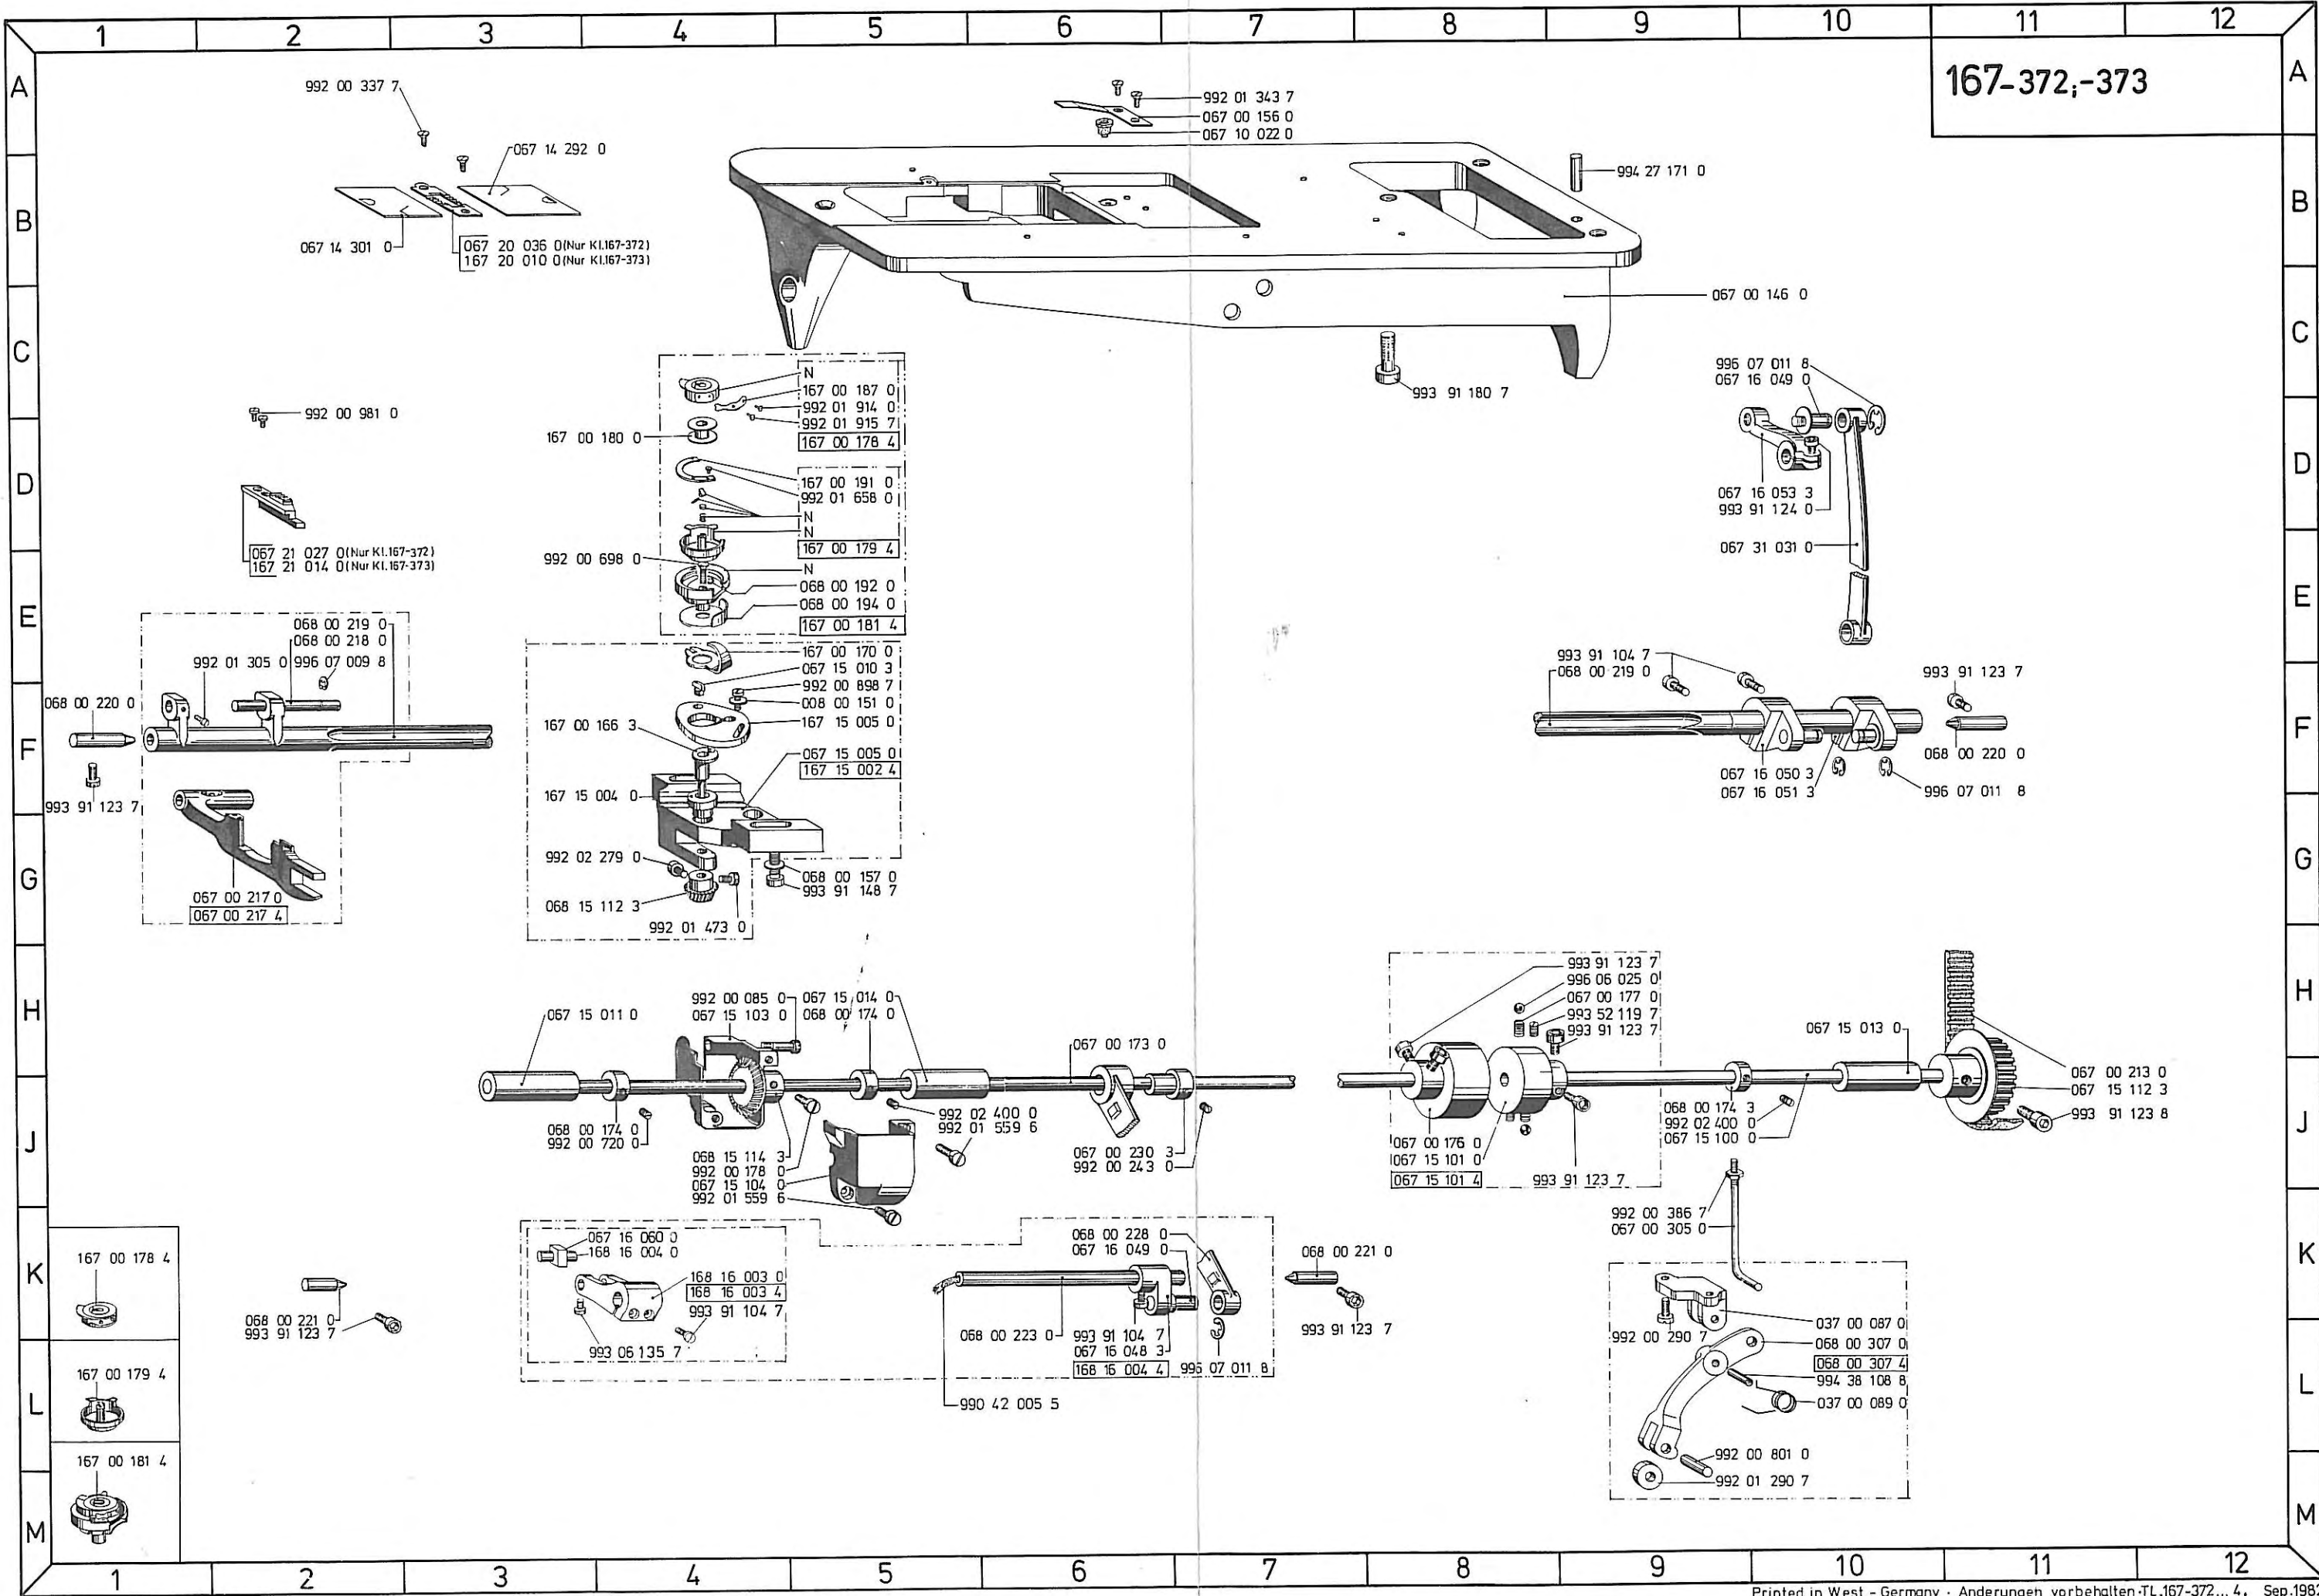 1 2 3 4 5 6 7 8 9 10 11 12
A
B
C
D
E
F
G
H
J
K
L
M
A
B
C
D
E
F
G
H
J
K
L
M
167-372;-373
992 00 337 7
067 14 292 0
067 14 301 0
067 20 036 0(Nur Kl.167-372)
167 20 010 0(Nur Kl.167-373)
992 01 343 7
067 00 156 0
067 10 022 0
994 27 171 0
067 00 146 0
993 91 180 7
992 00 981 0
067 21 027 0(Nur Kl.167-372)
167 21 014 0(Nur Kl.167-373)
N
167 00 187 0
992 01 914 0
992 01 915 7
167 00 178 4
167 00 180 0
167 00 191 0
992 01 658 0
N
N
167 00 179 4
992 00 698 0
N
068 00 192 0
068 00 194 0
167 00 181 4
996 07 011 8
067 16 049 0
067 16 053 3
993 91 124 0
067 31 031 0
068 00 219 0
068 00 218 0
992 01 305 0
996 07 009 8
068 00 220 0
993 91 123 7
067 00 217 0
067 00 217 4
167 00 170 0
067 15 010 3
992 00 898 7
008 00 151 0
167 15 005 0
167 00 166 3
067 15 005 0
167 15 002 4
167 15 004 0
992 02 279 0
068 00 157 0
993 91 148 7
068 15 112 3
992 01 473 0
993 91 104 7
068 00 219 0
993 91 123 7
068 00 220 0
067 16 050 3
067 16 051 3
996 07 011 8
067 15 011 0
992 00 085 0
067 15 103 0
067 15 014 0
068 00 174 0
067 00 173 0
068 00 174 0
992 00 720 0
992 02 400 0
992 01 559 6
068 15 114 3
992 00 178 0
067 15 104 0
992 01 559 6
067 00 230 3
992 00 243 0
993 91 123 7
996 06 025 0
067 00 177 0
993 52 119 7
993 91 123 7
067 00 176 0
067 15 101 0
067 15 101 4
993 91 123 7
067 15 013 0
068 00 174 3
992 02 400 0
067 15 100 0
067 00 213 0
067 15 112 3
993 91 123 8
167 00 178 4
167 00 179 4
167 00 181 4
068 00 221 0
993 91 123 7
067 16 060 0
168 16 004 0
168 16 003 0
168 16 003 4
993 91 104 7
993 06 135 7
068 00 228 0
067 16 049 0
068 00 223 0
993 91 104 7
067 16 048 3
168 16 004 4
996 07 011 8
990 42 005 5
068 00 221 0
993 91 123 7
992 00 386 7
067 00 305 0
992 00 290 7
037 00 087 0
068 00 307 0
068 00 307 4
994 38 108 8
037 00 089 0
992 00 801 0
992 01 290 7
1 2 3 4 5 6 7 8 9 10 11 12
Printed in West - Germany · Änderungen vorbehalten·TL.167-372... 4. Sep.1982